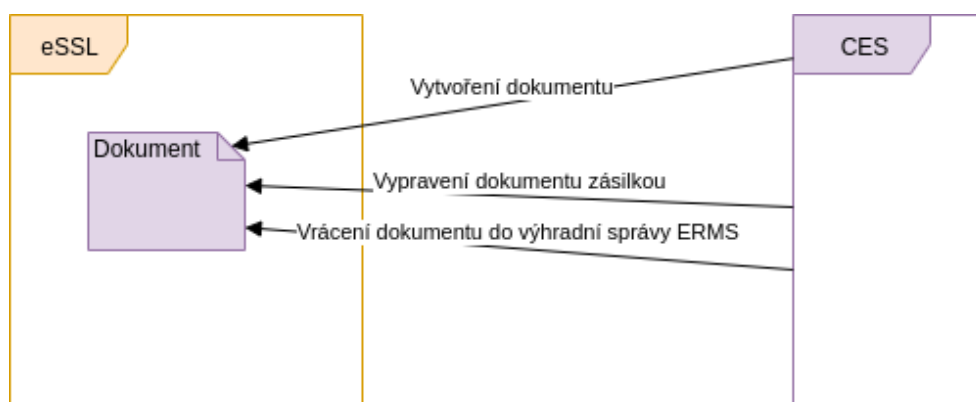 eSSL
CES
Vytvoření dokumentu
Dokument
Vypravení dokumentu zásilkou
Vrácení dokumentu do výhradní správy ERMS